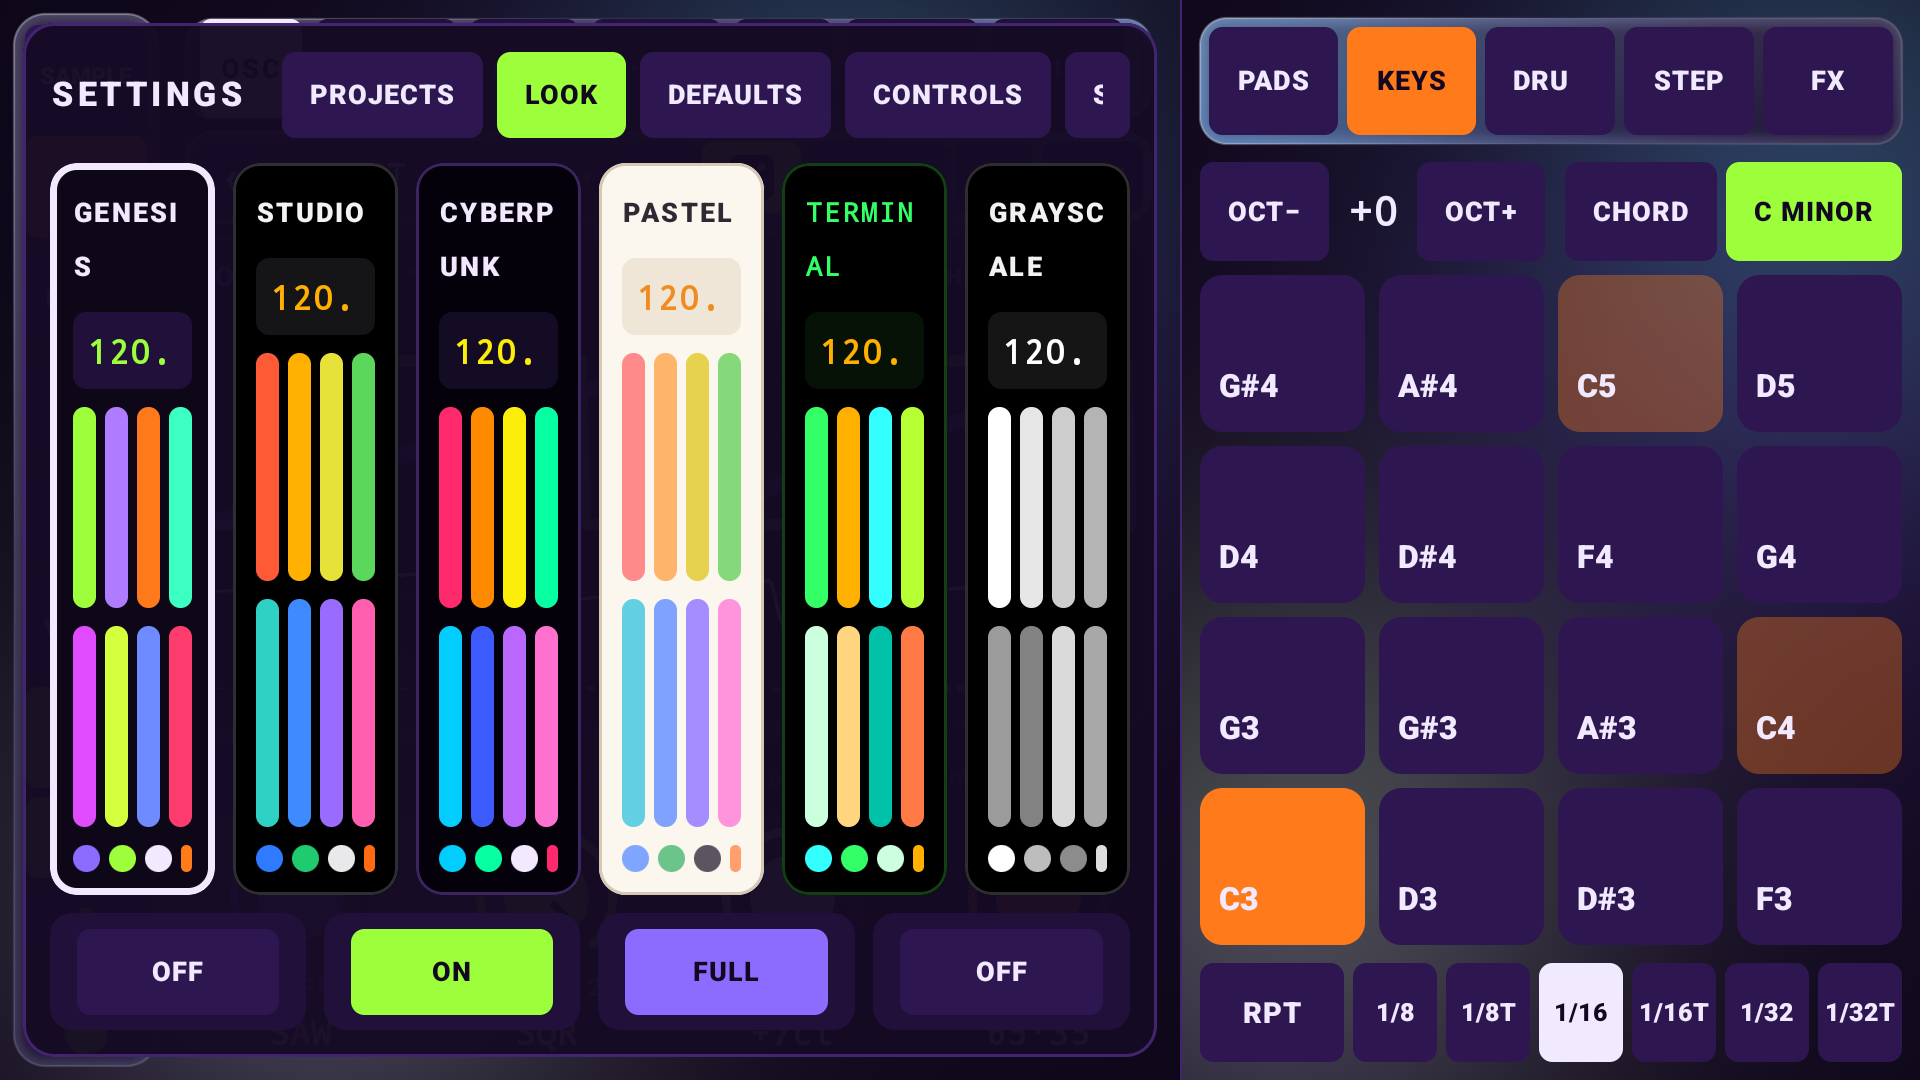 SETTINGS
PROJECTS
LOOK
DEFAULTS
CONTROLS
GENESI
S
120.
STUDIO
120.
CYBERP
UNK
120.
PASTEL
120.
TERMIN
AL
120.
GRAYSC
ALE
120.
OFF
ON
FULL
OFF
PADS
KEYS
DRU
STEP
FX
OCT-
+0
OCT+
CHORD
C MINOR
G#4
A#4
C5
D5
D4
D#4
F4
G4
G3
G#3
A#3
C4
C3
D3
D#3
F3
RPT
1/8
1/8T
1/16
1/16T
1/32
1/32T